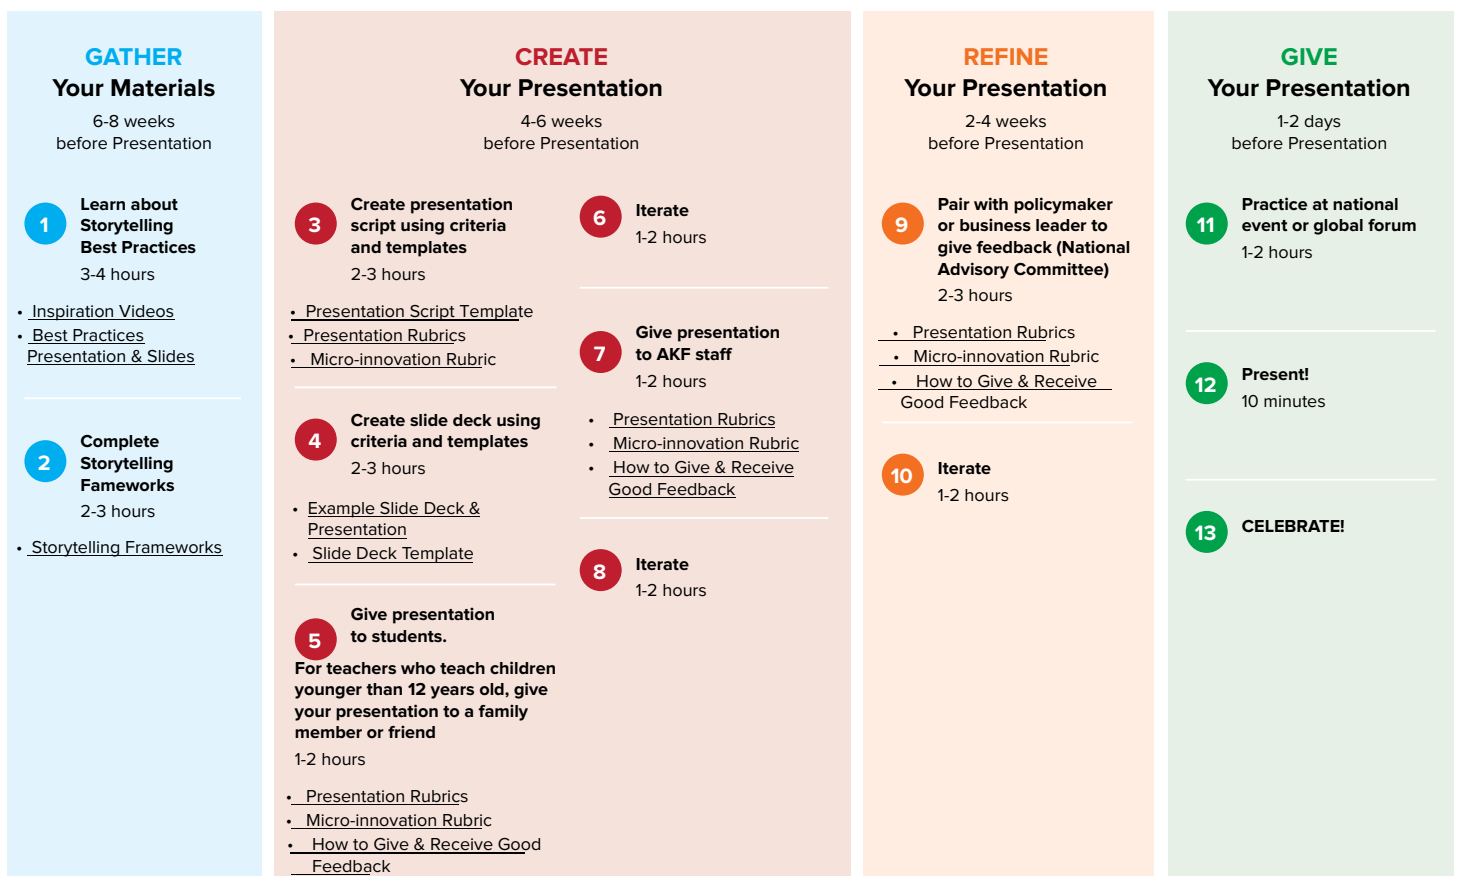 GATHER
Your Materials
6-8 weeks
before Presentation
1
Learn about
Storytelling
Best Practices
3-4 hours
• Inspiration Videos
• Best Practices
Presentation & Slides
2
Complete
Storytelling
Fameworks
2-3 hours
• Storytelling Frameworks
CREATE
Your Presentation
4-6 weeks
before Presentation
3
Create presentation
script using criteria
and templates
2-3 hours
• Presentation Script Template
• Presentation Rubrics
• Micro-innovation Rubric
4
Create slide deck using
criteria and templates
2-3 hours
• Example Slide Deck &
Presentation
• Slide Deck Template
5
Give presentation
to students.
For teachers who teach children
younger than 12 years old, give
your presentation to a family
member or friend
1-2 hours
• Presentation Rubrics
• Micro-innovation Rubric
• How to Give & Receive Good
Feedback
6
Iterate
1-2 hours
7
Give presentation
to AKF staff
1-2 hours
• Presentation Rubrics
• Micro-innovation Rubric
• How to Give & Receive
Good Feedback
8
Iterate
1-2 hours
REFINE
Your Presentation
2-4 weeks
before Presentation
9
Pair with policymaker
or business leader to
give feedback (National
Advisory Committee)
2-3 hours
• Presentation Rubrics
• Micro-innovation Rubric
• How to Give & Receive
Good Feedback
10
Iterate
1-2 hours
GIVE
Your Presentation
1-2 days
before Presentation
11
Practice at national
event or global forum
1-2 hours
12
Present!
10 minutes
13
CELEBRATE!